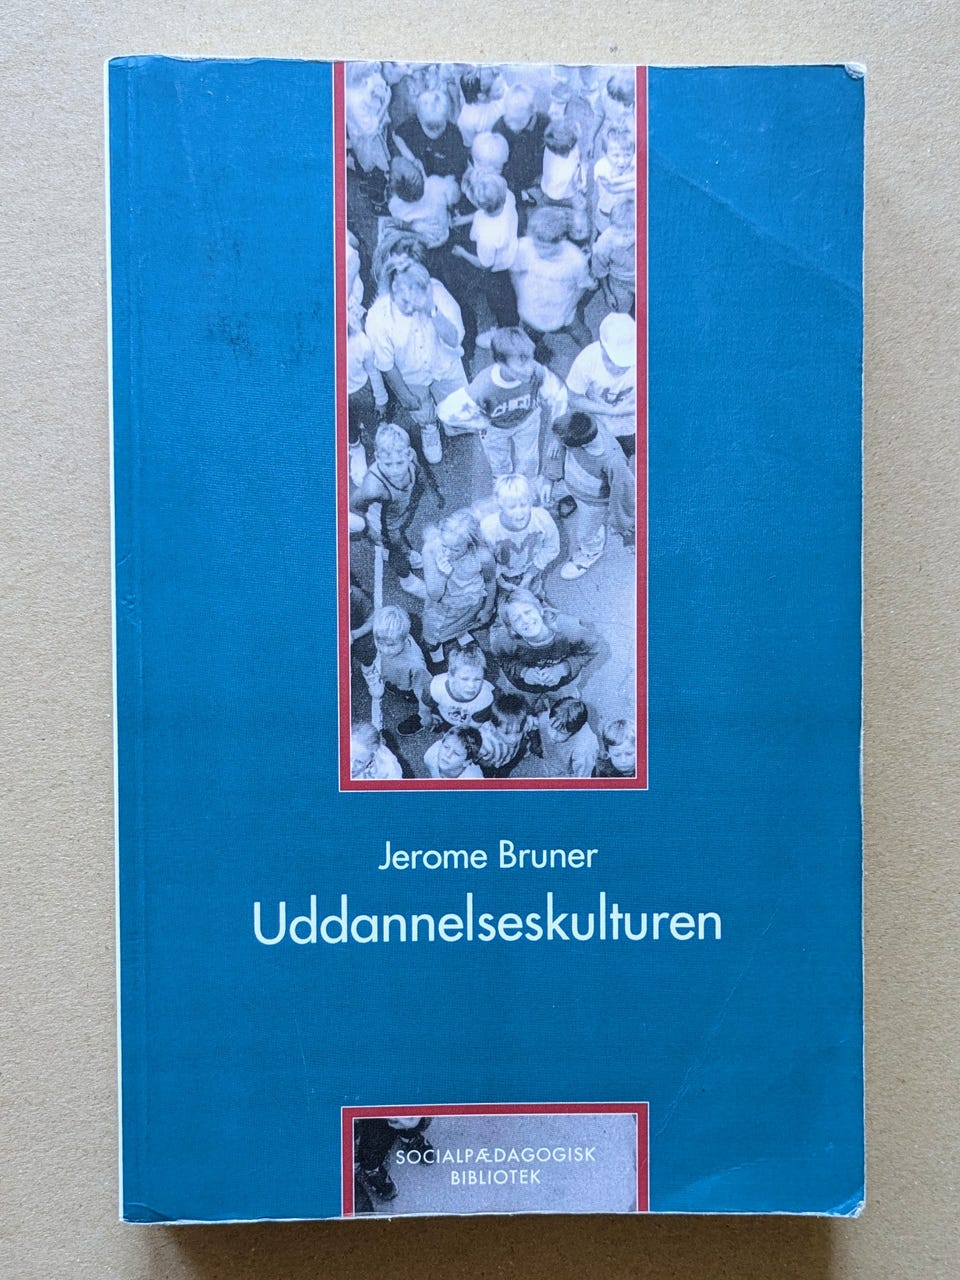 Jerome Bruner
Uddannelseskulturen
SOCIALPÆDAGOGISK
BIBLIOTEK